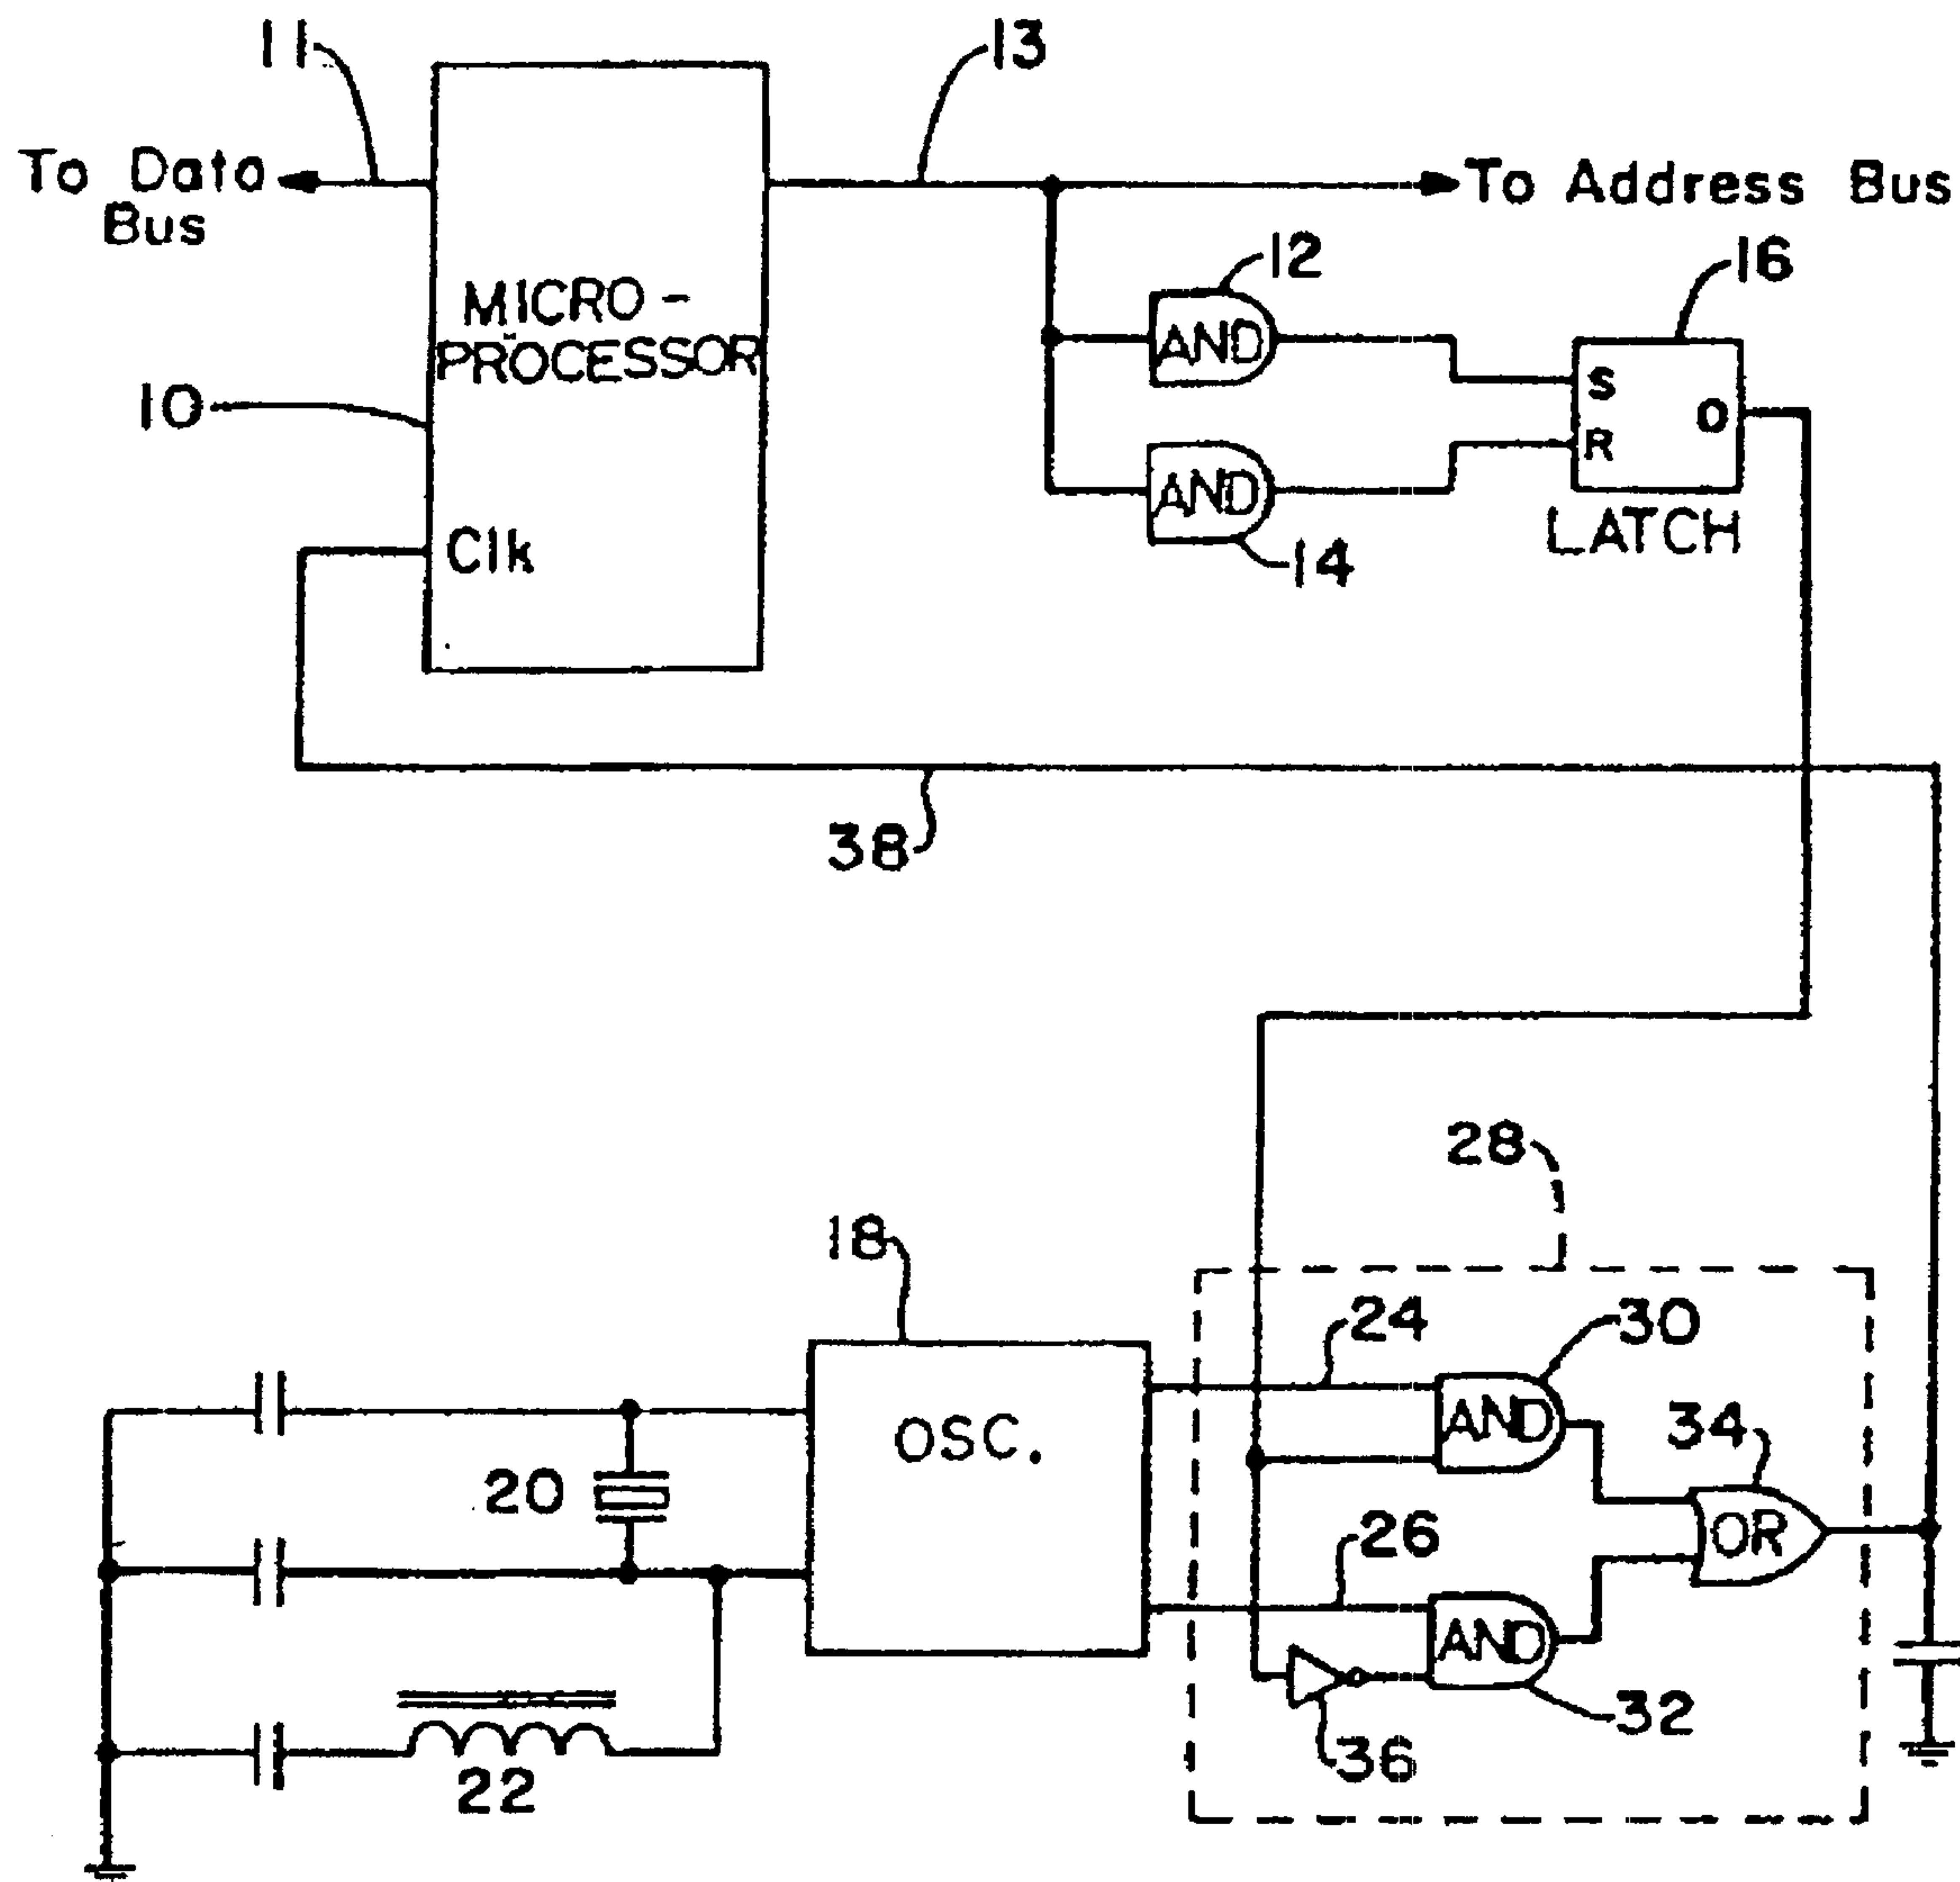 11
13
To Data
Bus
To Address Bus
12
16
MICRO-
PROCESSOR
AND
S
O
R
10
AND
LATCH
Clk
14
38
28
18
24
30
OSC.
AND
34
20
26
OR
AND
32
36
22